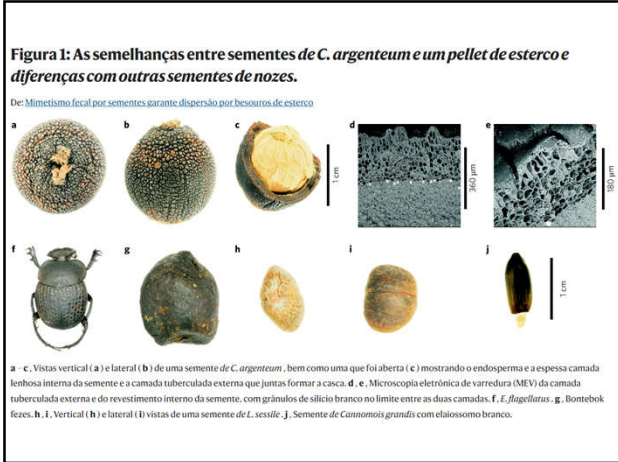 Figura 1: As semelhanças entre sementes de C. argenteum e um pellet de esterco e
diferenças com outras sementes de nozes.
De: Mimetismo fecal por sementes garante dispersão por besouros de esterco
a b c d e
1 cm
360 µm
180 µm
f g h i j
1 cm
a - c, Vistas vertical ( a ) e lateral ( b ) de uma semente de C. argenteum , bem como uma que foi aberta ( c ) mostrando o endosperma e a espessa camada
lenhosa interna da semente e a camada tuberculada externa que juntas formar a casca. d , e , Microscopia eletrônica de varredura (MEV) da camada
tuberculada externa e do revestimento interno da semente, com grânulos de silício branco no limite entre as duas camadas. f , E. flagellatus . g , Bontebok
fezes. h , i , Vertical ( h ) e lateral ( i ) vistas de uma semente de L. sessile . j , Semente de Cannomois grandis com elaiossomo branco.